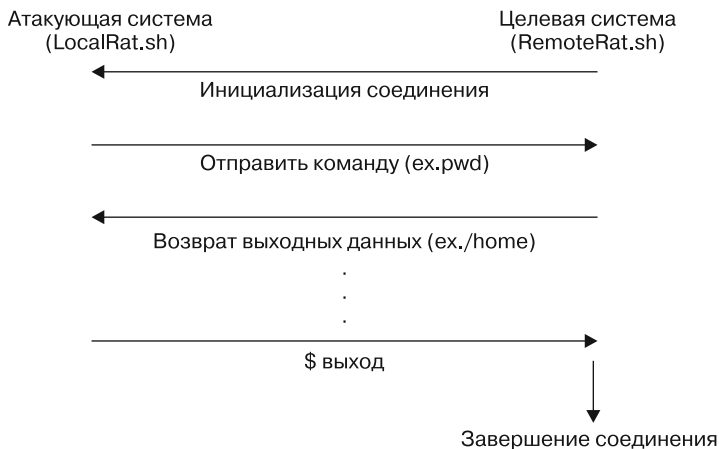 Атакующая система
(LocalRat.sh)
Целевая система
(RemoteRat.sh)
Инициализация соединения
Отправить команду (ex.pwd)
Возврат выходных данных (ex./home)
.
.
.
$ выход
Завершение соединения